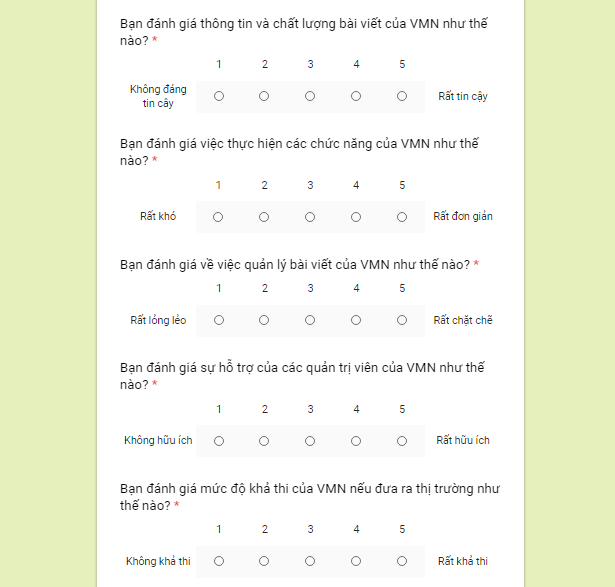 Bạn đánh giá thông tin và chất lượng bài viết của VMN như thế
nào? *
1 2 3 4 5
Không đáng
tin cây
Rất tin cậy
Bạn đánh giá việc thực hiện các chức năng của VMN như thế
nào? *
1 2 3 4 5
Rất khó
Rất đơn giản
Bạn đánh giá về việc quản lý bài viết của VMN như thế nào? *
1 2 3 4 5
Rất lỏng lẻo
Rất chặt chẽ
Bạn đánh giá sự hỗ trợ của các quản trị viên của VMN như thế
nào? *
1 2 3 4 5
Không hữu ích
Rất hữu ích
Bạn đánh giá mức độ khả thi của VMN nếu đưa ra thị trường như
thế nào? *
1 2 3 4 5
Không khả thi
Rất khả thi